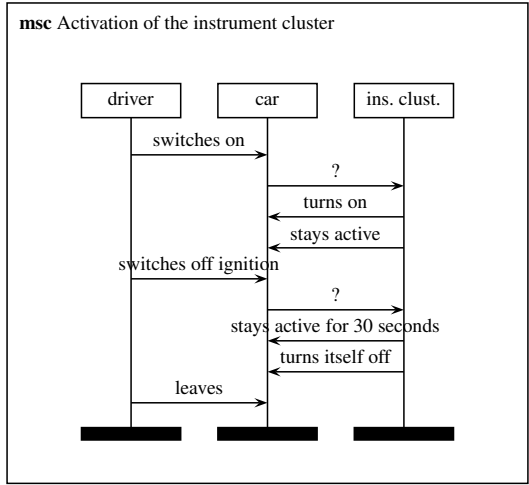 msc Activation of the instrument cluster
driver car ins. clust.
switches on
?
turns on
stays active
switches off ignition
?
stays active for 30 seconds
turns itself off
leaves